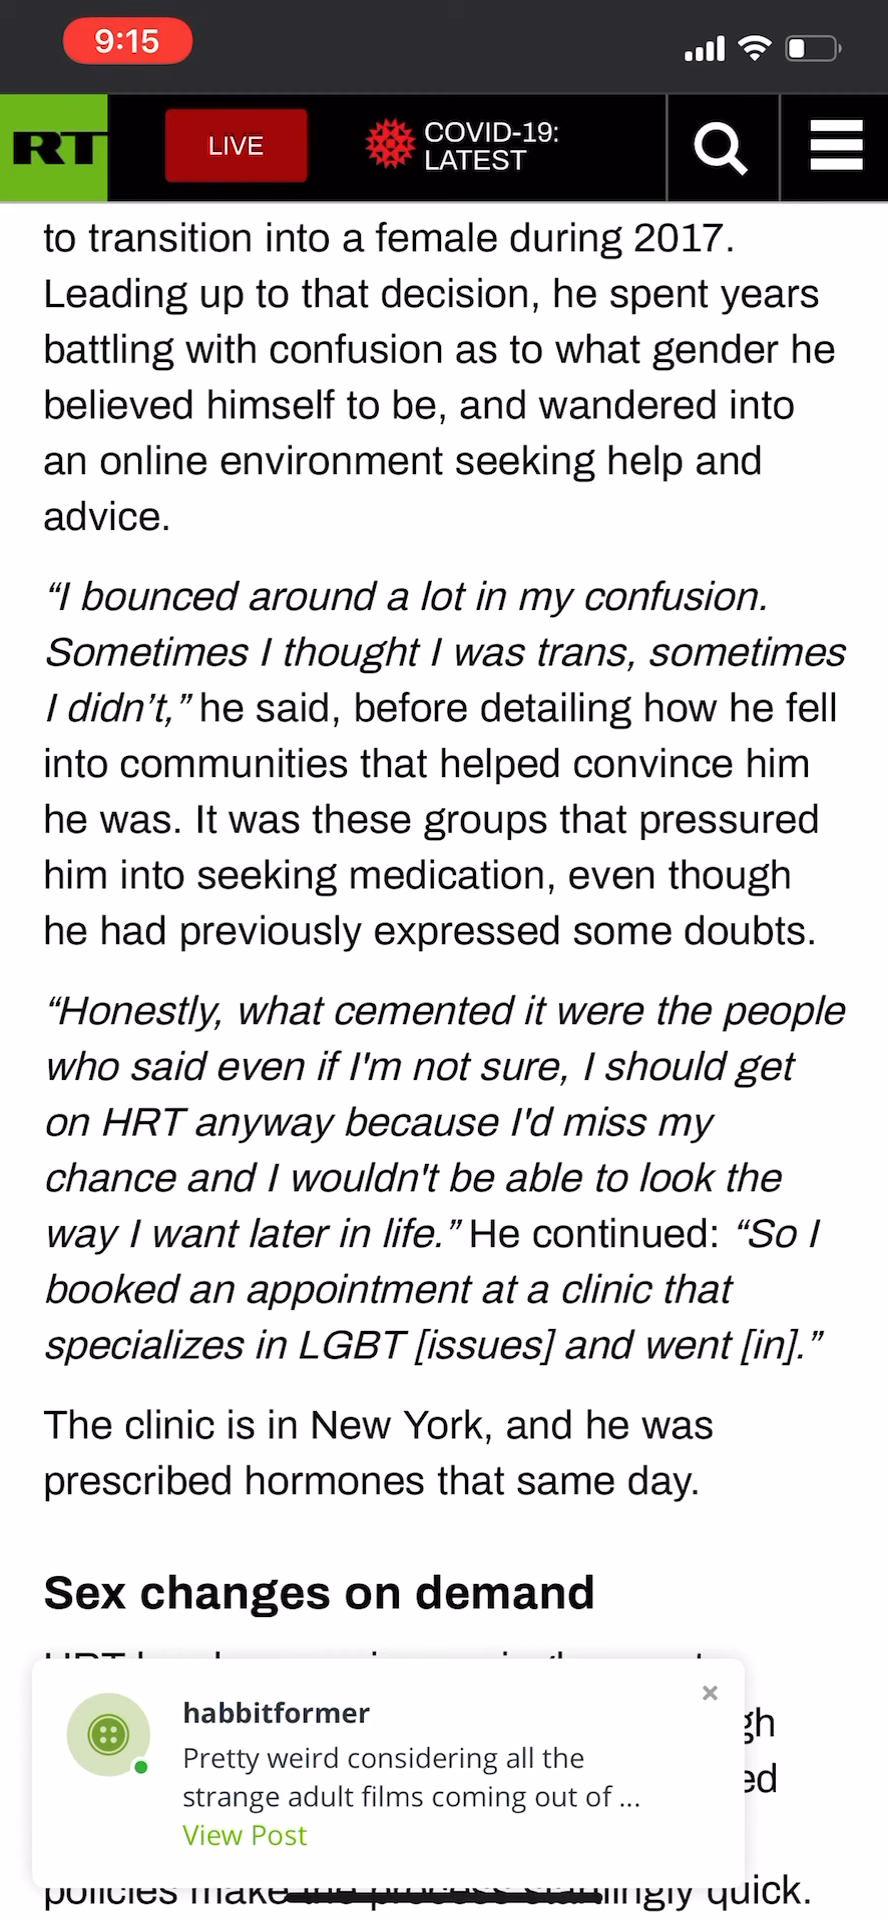 9:15
RT
LIVE
COVID-19:
LATEST
to transition into a female during 2017.
Leading up to that decision, he spent years
battling with confusion as to what gender he
believed himself to be, and wandered into
an online environment seeking help and
advice.
“I bounced around a lot in my confusion.
Sometimes I thought I was trans, sometimes
I didn’t,” he said, before detailing how he fell
into communities that helped convince him
he was. It was these groups that pressured
him into seeking medication, even though
he had previously expressed some doubts.
“Honestly, what cemented it were the people
who said even if I'm not sure, I should get
on HRT anyway because I'd miss my
chance and I wouldn't be able to look the
way I want later in life.” He continued: “So I
booked an appointment at a clinic that
specializes in LGBT [issues] and went [in].”
The clinic is in New York, and he was
prescribed hormones that same day.
Sex changes on demand
habbitformer
Pretty weird considering all the
strange adult films coming out of ...
View Post
policies make the process startlingly quick.